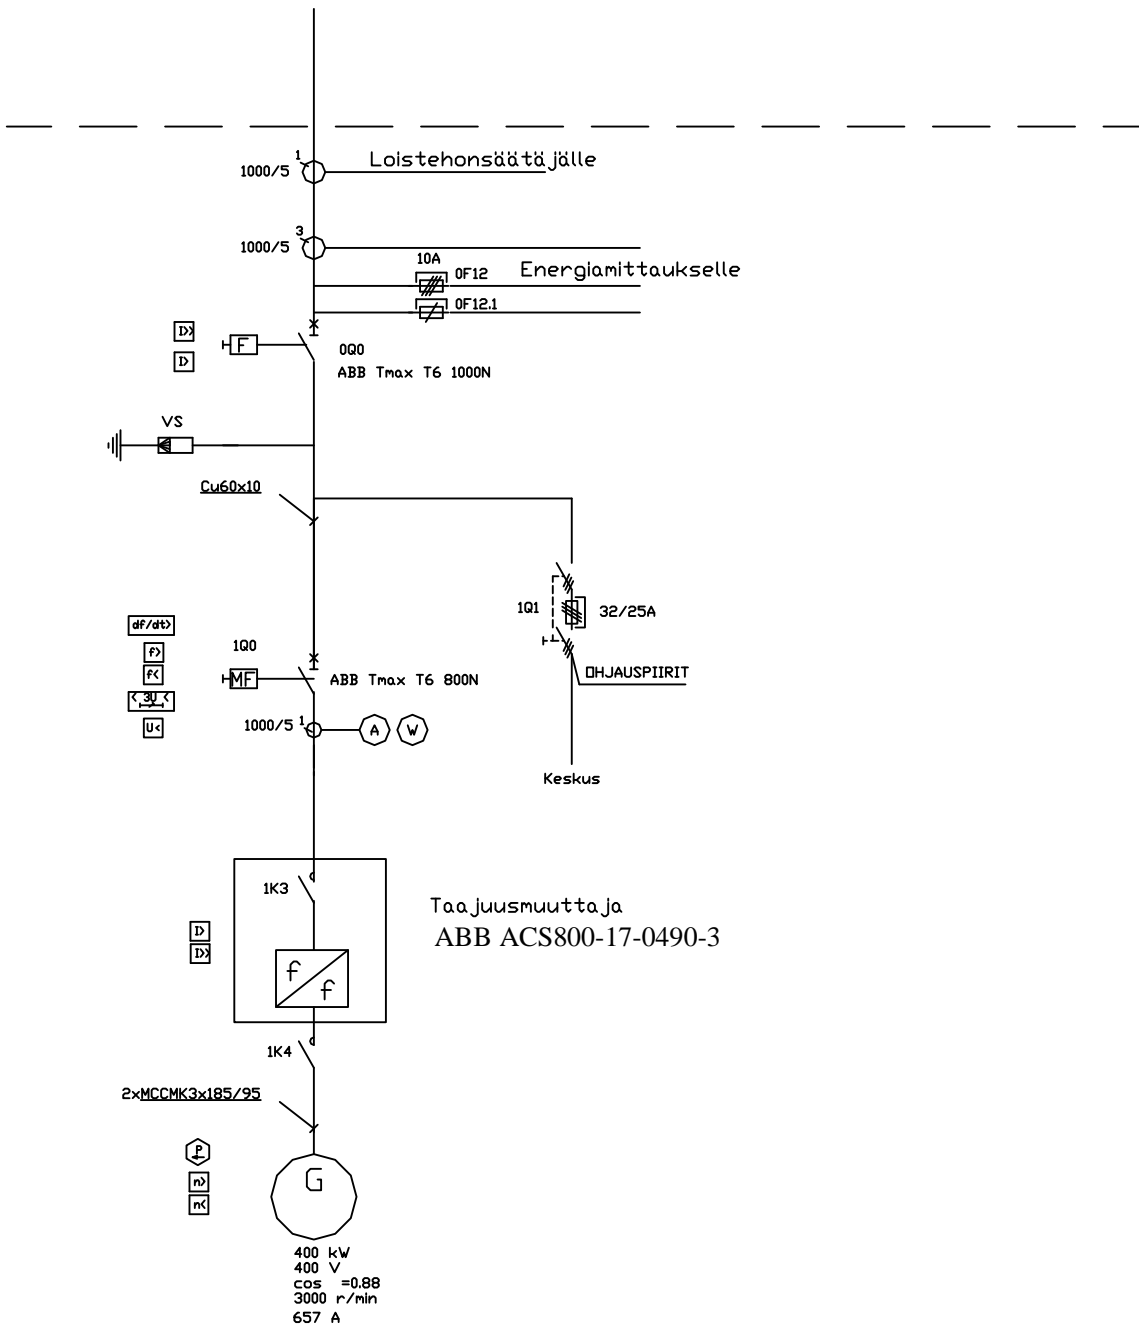 1
Loistehonsäätäjälle
1000/5
3
1000/5
10A
0F12
Energiamittaukselle
0F12.1
I>>
F
0Q0
I>
ABB Tmax T6 1000N
VS
Cu60x10
1Q1
32/25A
df/dt>
1Q0
f>
f<
MF
ABB Tmax T6 800N
OHJAUSPIIRIT
< 3U <
1000/5
1
U<
A
W
Keskus
1K3
Taajuusmuuttaja
I>
ABB ACS800-17-0490-3
I>>
f
f
1K4
2xMCCMK3x185/95
P
G
n>
n<
400 kW
400 V
cos =0.88
3000 r/min
657 A